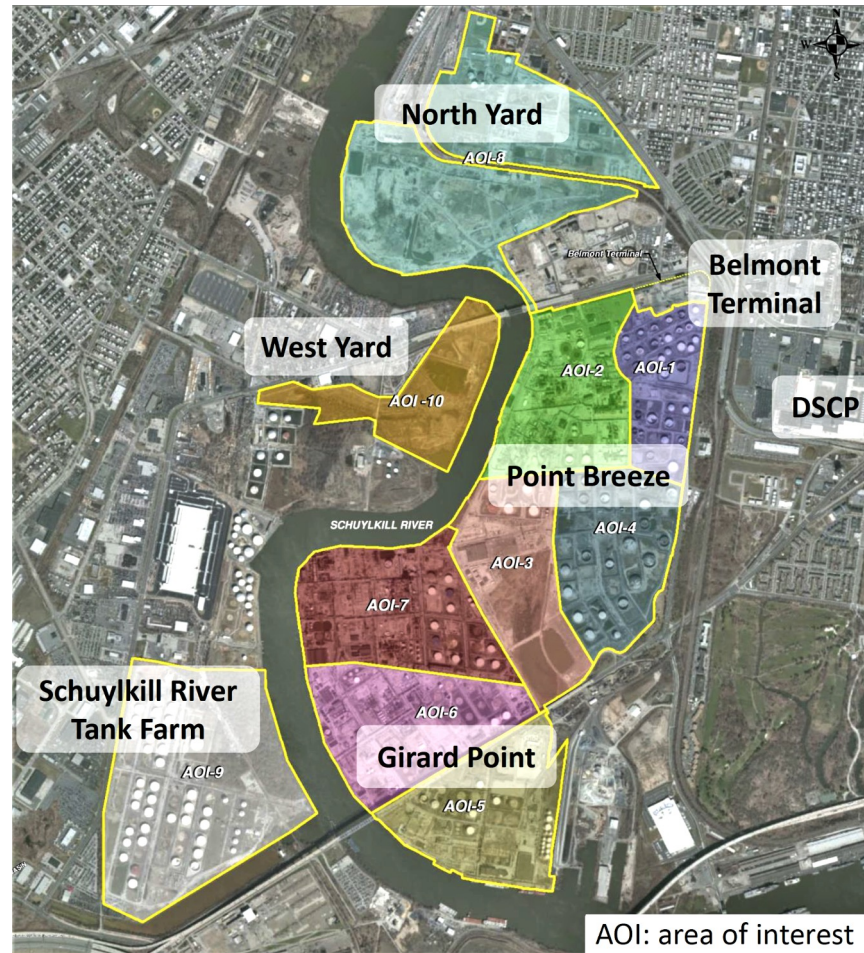 N
W
E
S
North Yard
AOI-8
Belmont Terminal
Belmont
Terminal
West Yard
AOI-2
AOI-1
AOI -10
DSCP
Point Breeze
SCHUYLKILL RIVER
AOI-4
AOI-3
AOI-7
Schuylkill River
Tank Farm
AOI-6
Girard Point
AOI-9
AOI-5
AOI: area of interest